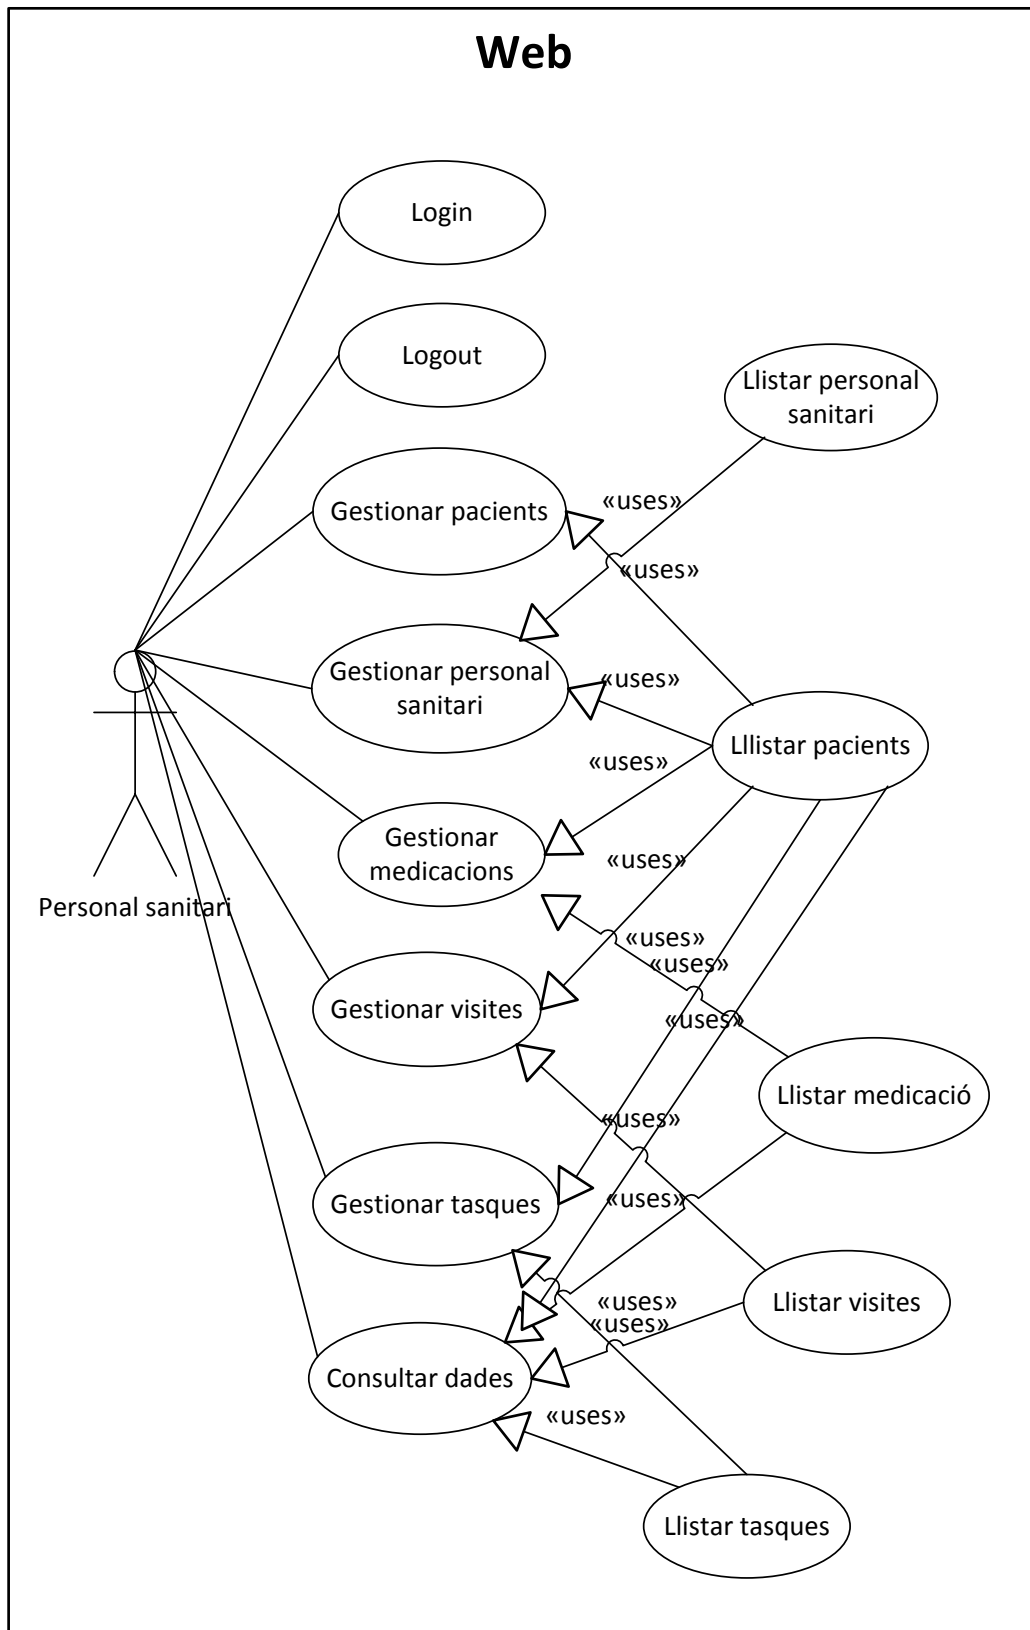 Web
Login
Logout
Llistar personal
sanitari
Gestionar pacients
«uses»
«uses»
Gestionar personal
sanitari
«uses»
Lllistar pacients
«uses»
Gestionar
medicacions
«uses»
Personal sanitari
«uses»
«uses»
Gestionar visites
«uses»
Llistar medicació
«uses»
Gestionar tasques
«uses»
Llistar visites
«uses»
«uses»
Consultar dades
«uses»
Llistar tasques